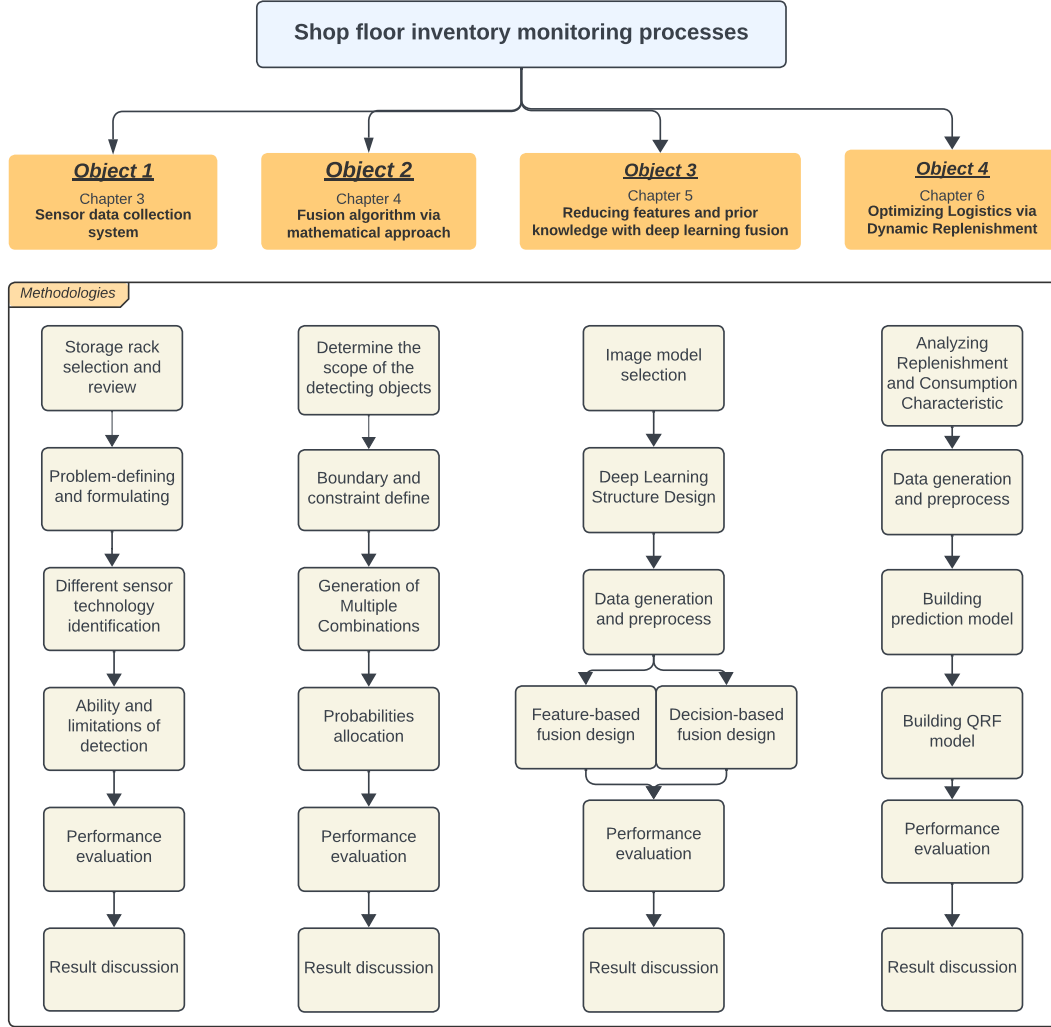 Shop floor inventory monitoring processes
Object 1
Chapter 3
Sensor data collection
system
Object 2
Chapter 4
Fusion algorithm via
mathematical approach
Object 3
Chapter 5
Reducing features and prior
knowledge with deep learning fusion
Object 4
Chapter 6
Optimizing Logistics via
Dynamic Replenishment
Methodologies
Storage rack
selection and
review
Problem-defining
and formulating
Different sensor
technology
identification
Ability and
limitations of
detection
Performance
evaluation
Result discussion
Determine the
scope of the
detecting objects
Boundary and
constraint define
Generation of
Multiple
Combinations
Probabilities
allocation
Performance
evaluation
Result discussion
Image model
selection
Deep Learning
Structure Design
Data generation
and preprocess
Feature-based
fusion design
Decision-based
fusion design
Performance
evaluation
Result discussion
Analyzing
Replenishment
and Consumption
Characteristic
Data generation
and preprocess
Building
prediction model
Building QRF
model
Performance
evaluation
Result discussion